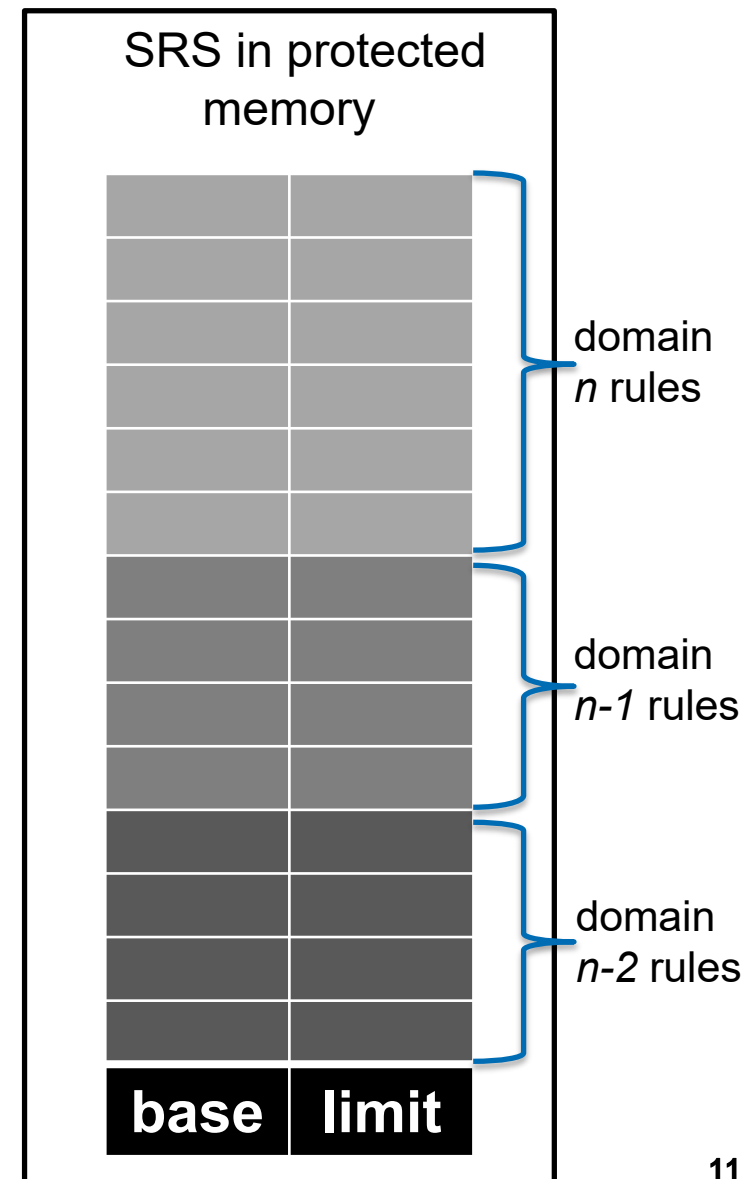 SRS in protected
memory
domain
n rules
domain
n-1 rules
domain
n-2 rules
base limit
11